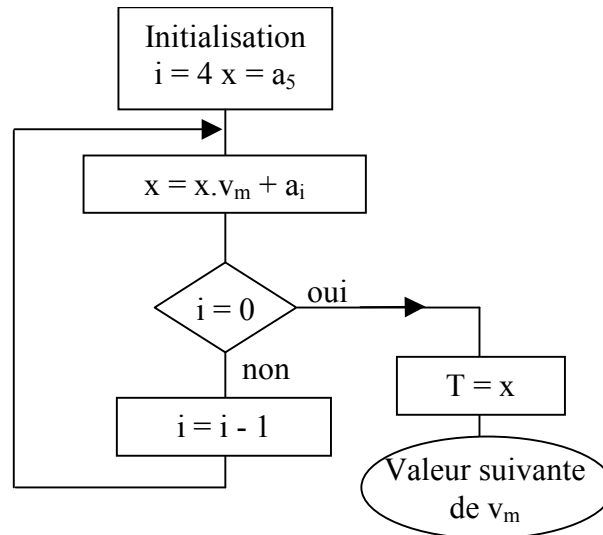 Initialisation
i = 4 x = a₅
x = x.vₘ + aᵢ
i = 0
oui
non
T = x
i = i - 1
Valeur suivante
de vₘ